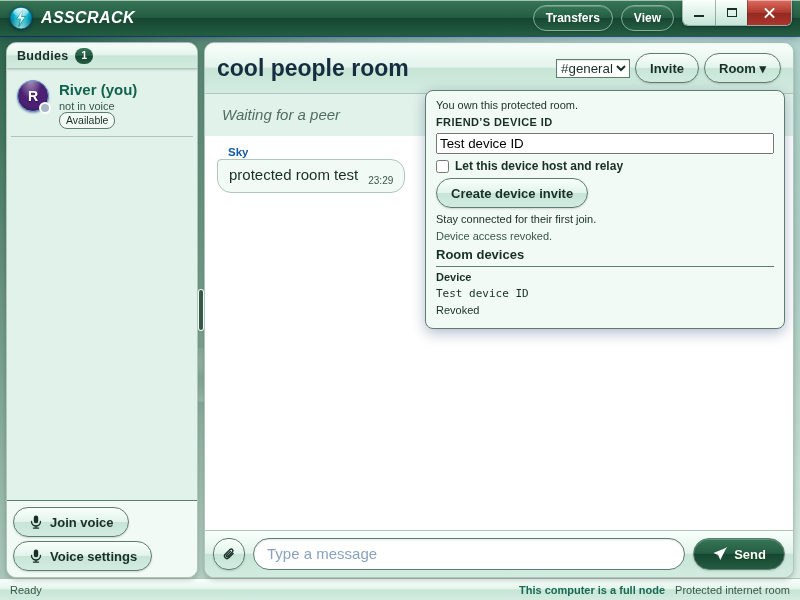 ASSCRACK
Transfers
View
Buddies 1
R
River (you)
not in voice
Available
cool people room
#general
Invite
Room ▾
Waiting for a peer
Sky
protected room test 23:29
You own this protected room.
FRIEND'S DEVICE ID
Test device ID
Let this device host and relay
Create device invite
Stay connected for their first join.
Device access revoked.
Room devices
Device
Test device ID
Revoked
Join voice
Voice settings
Type a message
Send
Ready
This computer is a full node Protected internet room